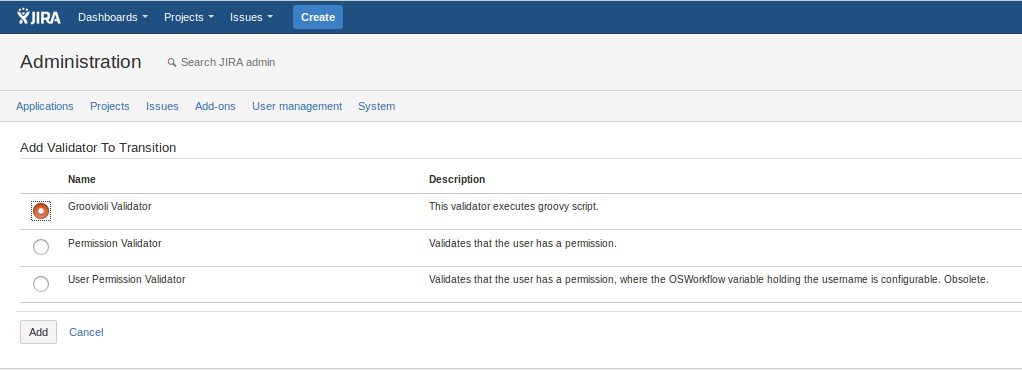 JIRA Dashboards Projects Issues Create
Administration Search JIRA admin
Applications Projects Issues Add-ons User management System
Add Validator To Transition
Name Description
Groovioli Validator This validator executes groovy script.
Permission Validator Validates that the user has a permission.
User Permission Validator Validates that the user has a permission, where the OSWorkflow variable holding the username is configurable. Obsolete.
Add Cancel